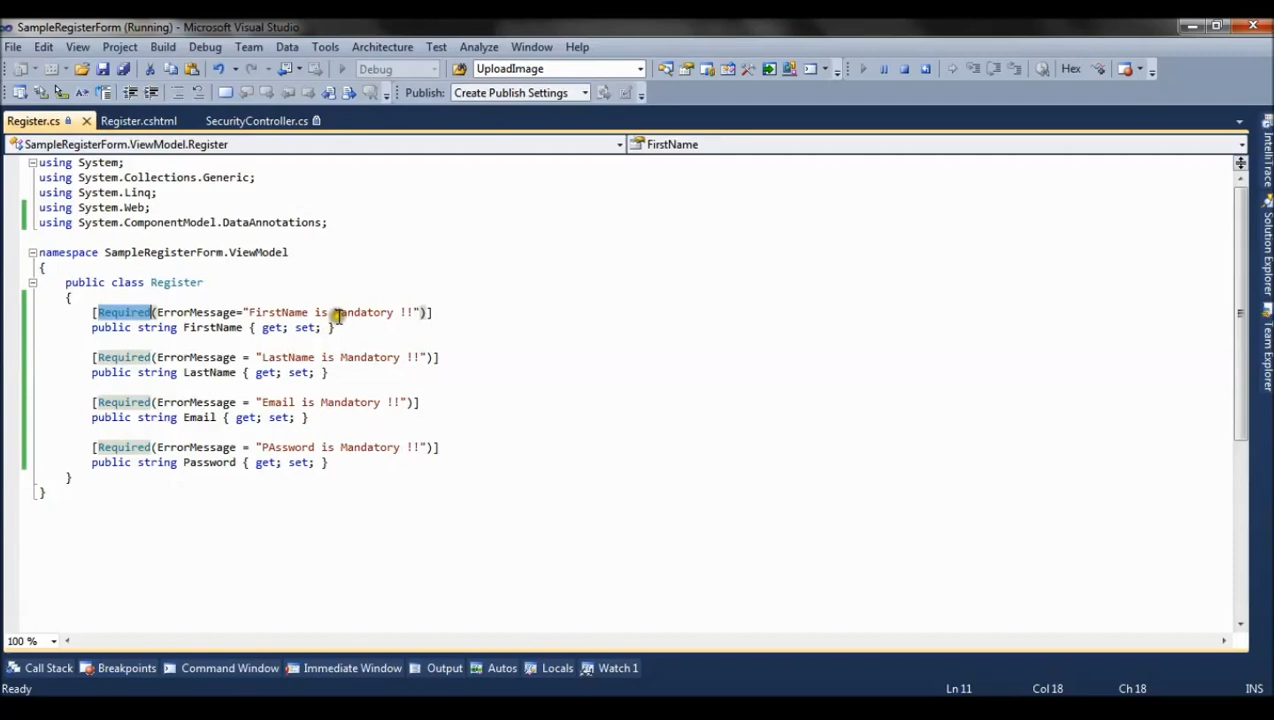 SampleRegisterForm (Running) - Microsoft Visual Studio
File Edit View Project Build Debug Team Data Tools Architecture Test Analyze Window Help
Debug UploadImage Hex
Publish: Create Publish Settings
Register.cs Register.cshtml SecurityController.cs
SampleRegisterForm.ViewModel.Register FirstName
using System;
using System.Collections.Generic;
using System.Linq;
using System.Web;
using System.ComponentModel.DataAnnotations;
namespace SampleRegisterForm.ViewModel
{
public class Register
{
[Required(ErrorMessage="FirstName is Mandatory !!")]
public string FirstName { get; set; }
[Required(ErrorMessage = "LastName is Mandatory !!")]
public string LastName { get; set; }
[Required(ErrorMessage = "Email is Mandatory !!")]
public string Email { get; set; }
[Required(ErrorMessage = "PAssword is Mandatory !!")]
public string Password { get; set; }
}
}
IntelliTrace
Solution Explorer
Team Explorer
100 %
Call Stack Breakpoints Command Window Immediate Window Output Autos Locals Watch 1
Ready Ln 11 Col 18 Ch 18 INS